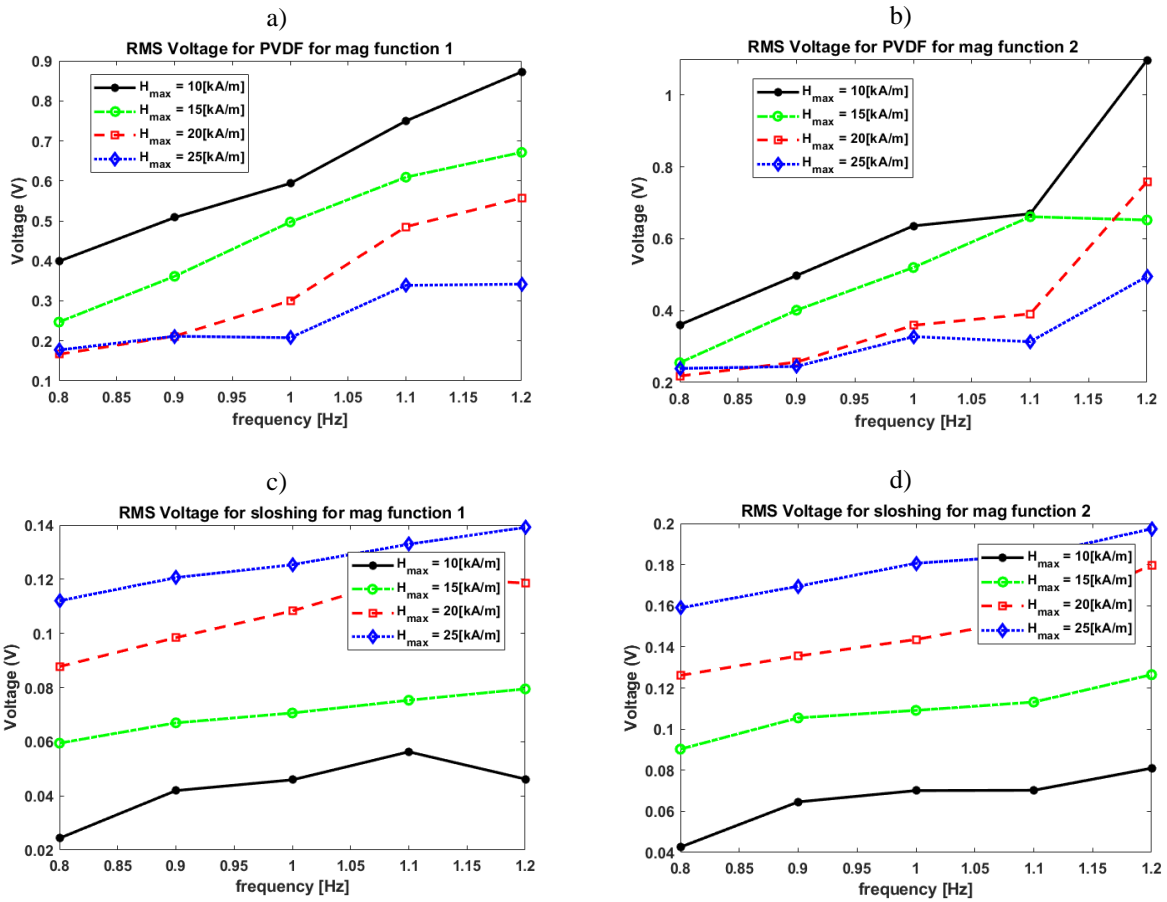 a)
RMS Voltage for PVDF for mag function 1
H_max = 10[kA/m]
H_max = 15[kA/m]
H_max = 20[kA/m]
H_max = 25[kA/m]
Voltage (V)
0.9
0.8
0.7
0.6
0.5
0.4
0.3
0.2
0.1
0.8 0.85 0.9 0.95 1 1.05 1.1 1.15 1.2
frequency [Hz]
b)
RMS Voltage for PVDF for mag function 2
H_max = 10[kA/m]
H_max = 15[kA/m]
H_max = 20[kA/m]
H_max = 25[kA/m]
Voltage (V)
1
0.8
0.6
0.4
0.2
0.8 0.85 0.9 0.95 1 1.05 1.1 1.15 1.2
frequency [Hz]
c)
RMS Voltage for sloshing for mag function 1
H_max = 10[kA/m]
H_max = 15[kA/m]
H_max = 20[kA/m]
H_max = 25[kA/m]
Voltage (V)
0.14
0.12
0.1
0.08
0.06
0.04
0.02
0.8 0.85 0.9 0.95 1 1.05 1.1 1.15 1.2
frequency [Hz]
d)
RMS Voltage for sloshing for mag function 2
H_max = 10[kA/m]
H_max = 15[kA/m]
H_max = 20[kA/m]
H_max = 25[kA/m]
Voltage (V)
0.2
0.18
0.16
0.14
0.12
0.1
0.08
0.06
0.04
0.8 0.85 0.9 0.95 1 1.05 1.1 1.15 1.2
frequency [Hz]